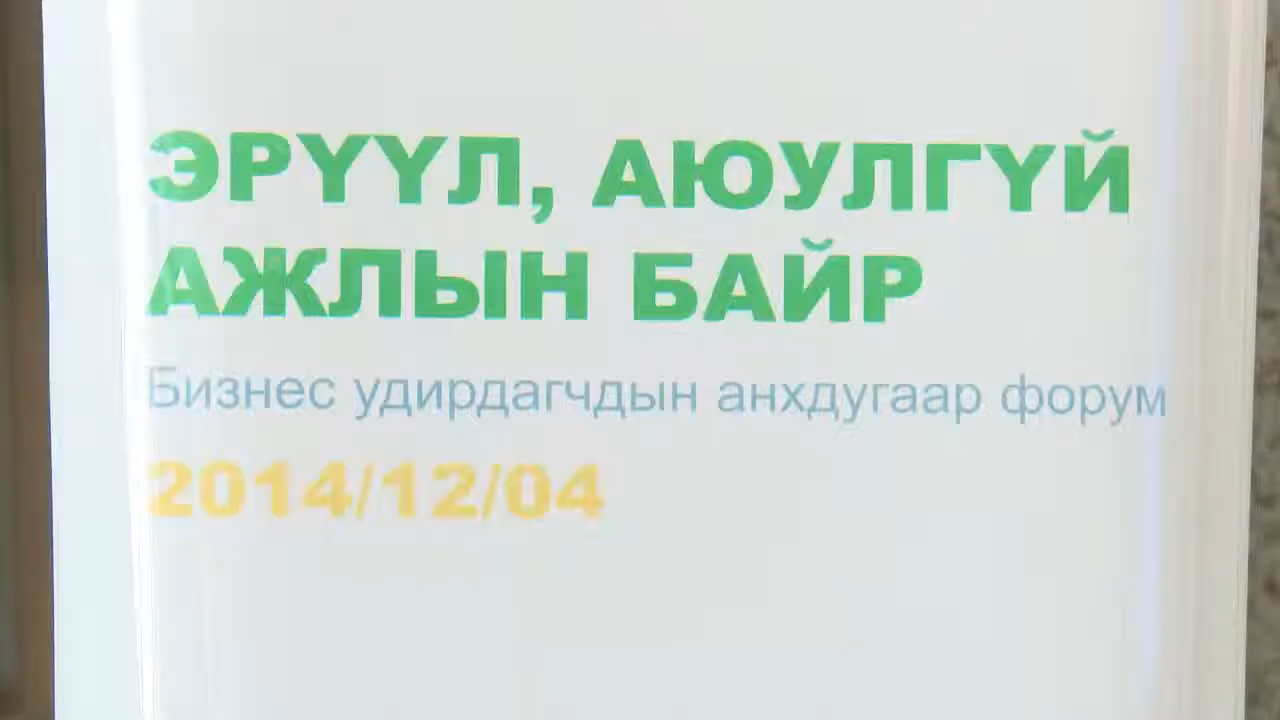 ЭРҮҮЛ, АЮУЛГҮЙ
АЖЛЫН БАЙР
Бизнес удирдагчдын анхдугаар форум
2014/12/04